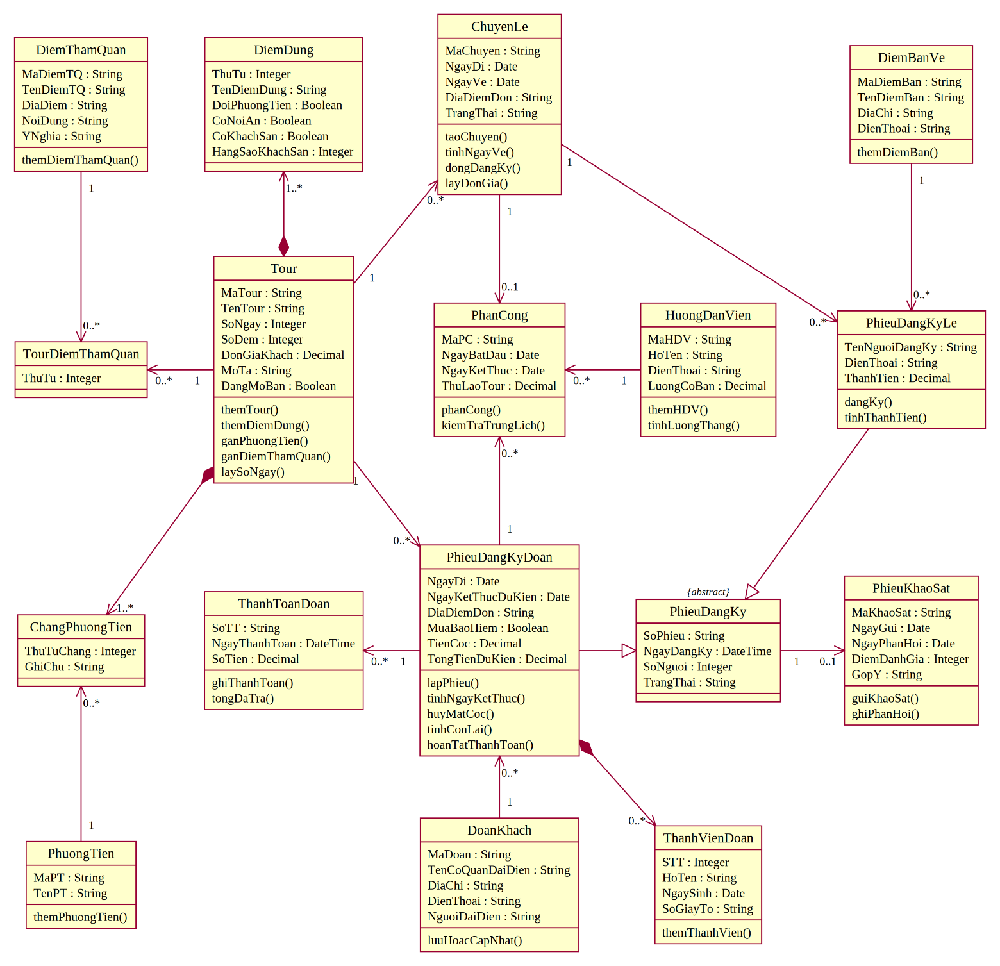 ChuyenLe
MaChuyen : String
NgayDi : Date
NgayVe : Date
DiaDiemDon : String
TrangThai : String
taoChuyen()
tinhNgayVe()
dongDangKy()
layDonGia()
DiemThamQuan
MaDiemTQ : String
TenDiemTQ : String
DiaDiem : String
NoiDung : String
YNghia : String
themDiemThamQuan()
DiemDung
ThuTu : Integer
TenDiemDung : String
DoiPhuongTien : Boolean
CoNoiAn : Boolean
CoKhachSan : Boolean
HangSaoKhachSan : Integer
DiemBanVe
MaDiemBan : String
TenDiemBan : String
DiaChi : String
DienThoai : String
themDiemBan()
1
1..*
0..*
1
1
1
1
0..1
0..*
0..*
0..*
Tour
MaTour : String
TenTour : String
SoNgay : Integer
SoDem : Integer
DonGiaKhach : Decimal
MoTa : String
DangMoBan : Boolean
themTour()
themDiemDung()
ganPhuongTien()
ganDiemThamQuan()
laySoNgay()
TourDiemThamQuan
ThuTu : Integer
0..*
1
PhanCong
MaPC : String
NgayBatDau : Date
NgayKetThuc : Date
ThuLaoTour : Decimal
phanCong()
kiemTraTrungLich()
0..*
1
HuongDanVien
MaHDV : String
HoTen : String
DienThoai : String
LuongCoBan : Decimal
themHDV()
tinhLuongThang()
PhieuDangKyLe
TenNguoiDangKy : String
DienThoai : String
ThanhTien : Decimal
dangKy()
tinhThanhTien()
0..*
1
1
0..*
1..*
PhieuDangKyDoan
NgayDi : Date
NgayKetThucDuKien : Date
DiaDiemDon : String
MuaBaoHiem : Boolean
TienCoc : Decimal
TongTienDuKien : Decimal
lapPhieu()
tinhNgayKetThuc()
huyMatCoc()
tinhConLai()
hoanTatThanhToan()
ThanhToanDoan
SoTT : String
NgayThanhToan : DateTime
SoTien : Decimal
ghiThanhToan()
tongDaTra()
0..*
1
{abstract}
PhieuDangKy
SoPhieu : String
NgayDangKy : DateTime
SoNguoi : Integer
TrangThai : String
1
0..1
PhieuKhaoSat
MaKhaoSat : String
NgayGui : Date
NgayPhanHoi : Date
DiemDanhGia : Integer
GopY : String
guiKhaoSat()
ghiPhanHoi()
ChangPhuongTien
ThuTuChang : Integer
GhiChu : String
0..*
1
0..*
1
0..*
PhuongTien
MaPT : String
TenPT : String
themPhuongTien()
DoanKhach
MaDoan : String
TenCoQuanDaiDien : String
DiaChi : String
DienThoai : String
NguoiDaiDien : String
luuHoacCapNhat()
ThanhVienDoan
STT : Integer
HoTen : String
NgaySinh : Date
SoGiayTo : String
themThanhVien()